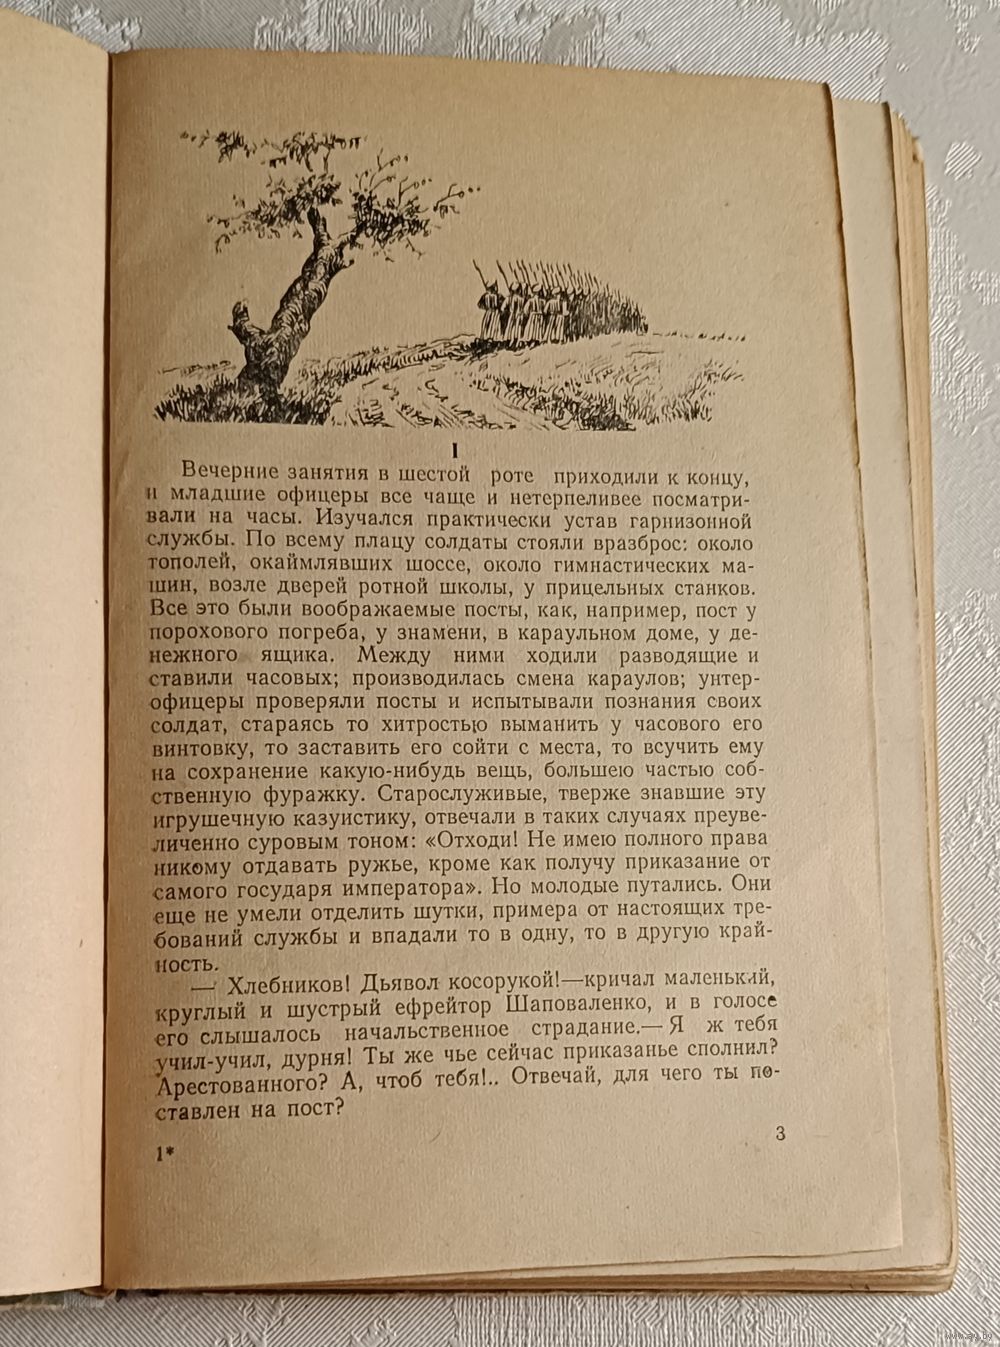 I
Вечерние занятия в шестой роте приходили к концу,
и младшие офицеры все чаще и нетерпеливее посматри-
вали на часы. Изучался практически устав гарнизонной
службы. По всему плацу солдаты стояли вразброс: около
тополей, окаймлявших шоссе, около гимнастических ма-
шин, возле дверей ротной школы, у прицельных станков.
Все это были воображаемые посты, как, например, пост у
порохового погреба, у знамени, в караульном доме, у де-
нежного ящика. Между ними ходили разводящие и
ставили часовых; производилась смена караулов; унтер-
офицеры проверяли посты и испытывали познания своих
солдат, стараясь то хитростью выманить у часового его
винтовку, то заставить его сойти с места, то всучить ему
на сохранение какую-нибудь вещь, большею частью соб-
ственную фуражку. Старослуживые, тверже знавшие эту
игрушечную казуистику, отвечали в таких случаях преуве-
личенно суровым тоном: «Отходи! Не имею полного права
никому отдавать ружье, кроме как получу приказание от
самого государя императора». Но молодые путались. Они
еще не умели отделить шутки, примера от настоящих тре-
бований службы и впадали то в одну, то в другую край-
ность.
— Хлебников! Дьявол косорукой!—кричал маленький,
круглый и шустрый ефрейтор Шаповаленко, и в голосе
его слышалось начальственное страдание.— Я ж тебя
учил-учил, дурня! Ты же чье сейчас приказанье сполнил?
Арестованного? А, чтоб тебя!.. Отвечай, для чего ты по-
ставлен на пост?
3
1*
www.ay.by